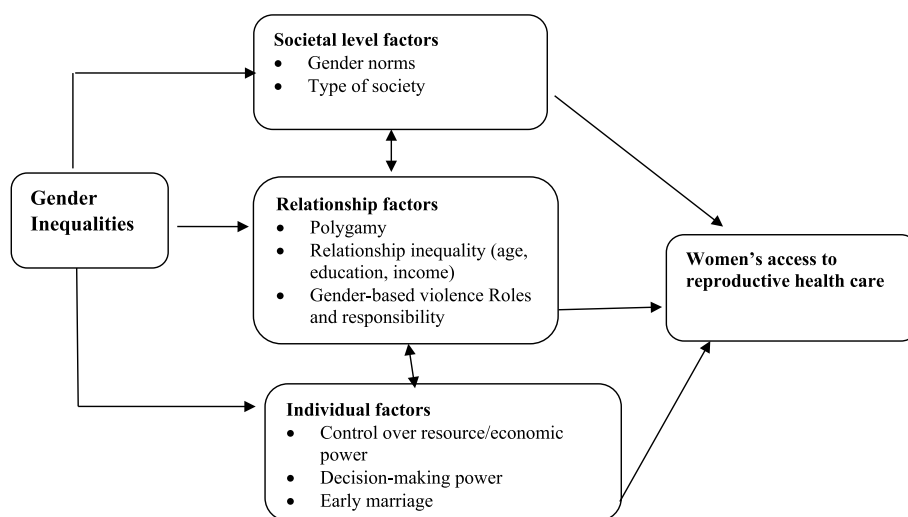 Societal level factors
• Gender norms
• Type of society
Gender
Inequalities
Relationship factors
• Polygamy
• Relationship inequality (age,
education, income)
• Gender-based violence Roles
and responsibility
Women’s access to
reproductive health care
Individual factors
• Control over resource/economic
power
• Decision-making power
• Early marriage